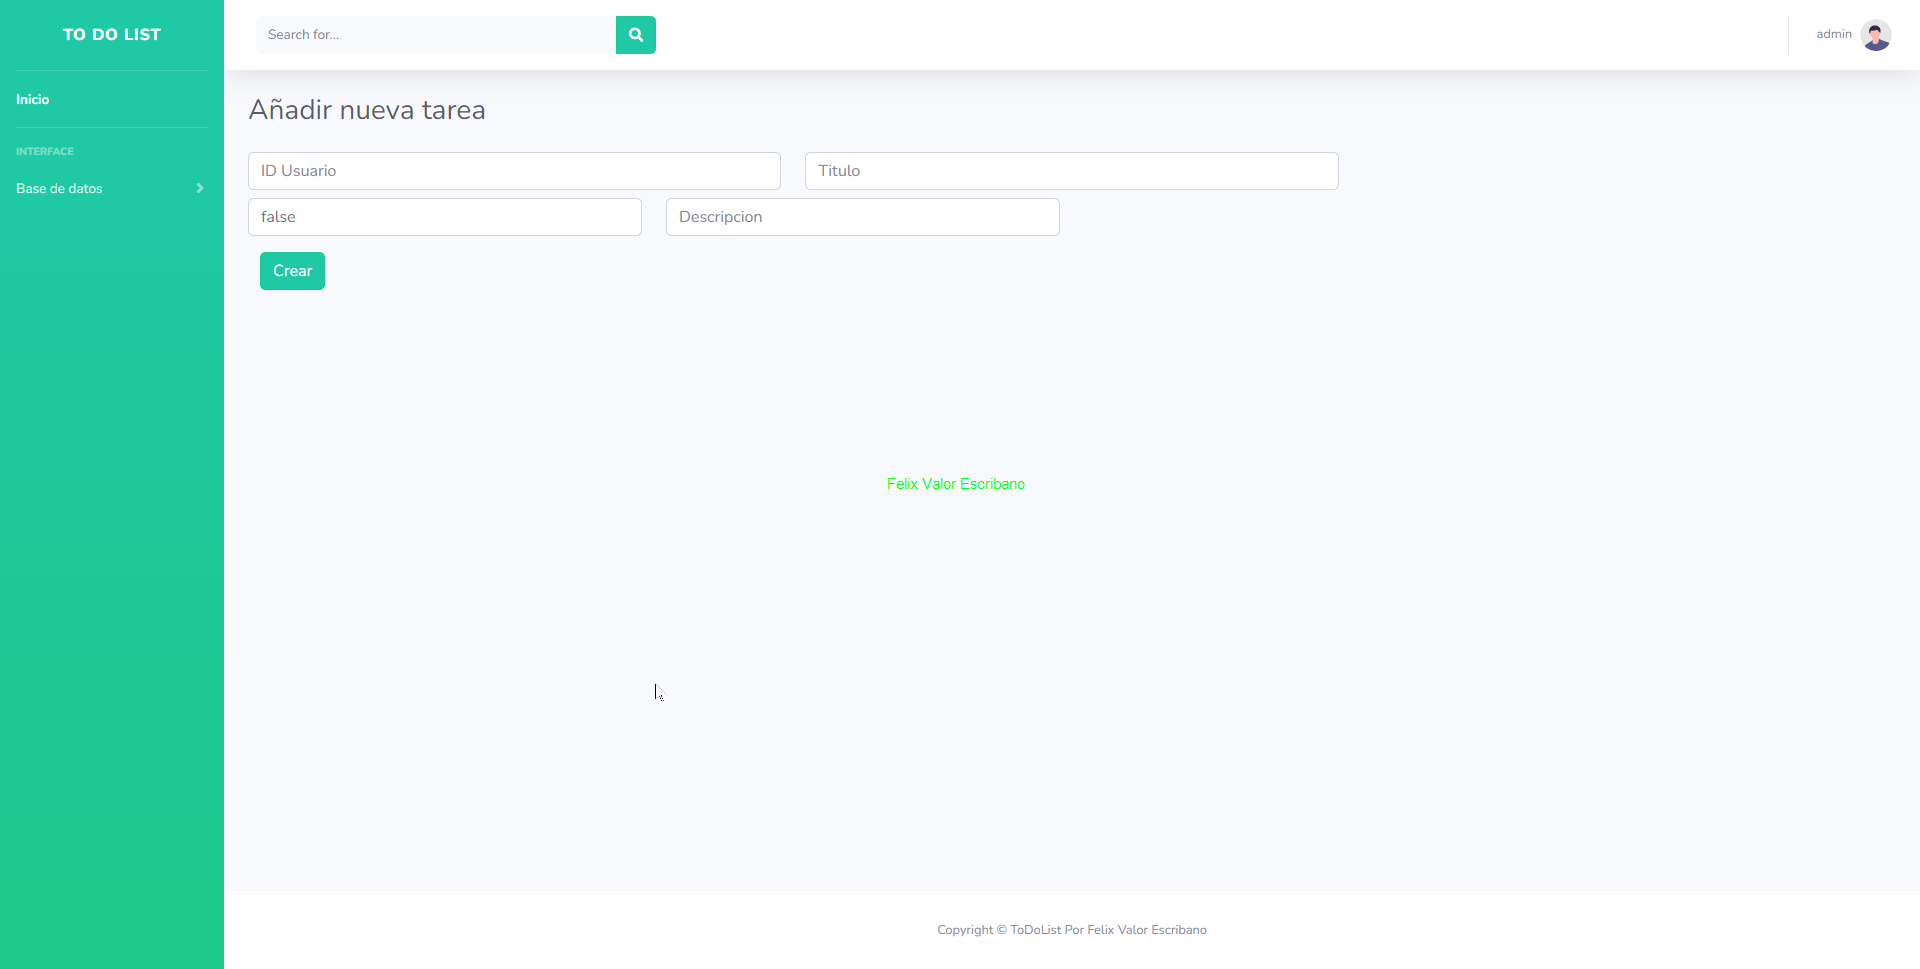 TO DO LIST
Search for...
admin
Inicio
INTERFACE
Base de datos
Añadir nueva tarea
ID Usuario
Titulo
false
Descripcion
Crear
Felix Valor Escribano
Copyright © ToDoList Por Felix Valor Escribano